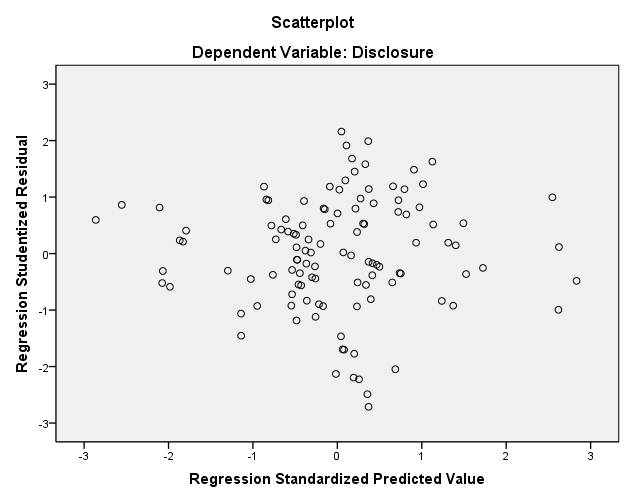 Scatterplot
Dependent Variable: Disclosure
Regression Studentized Residual
3
2
1
0
-1
-2
-3
-3 -2 -1 0 1 2 3
Regression Standardized Predicted Value